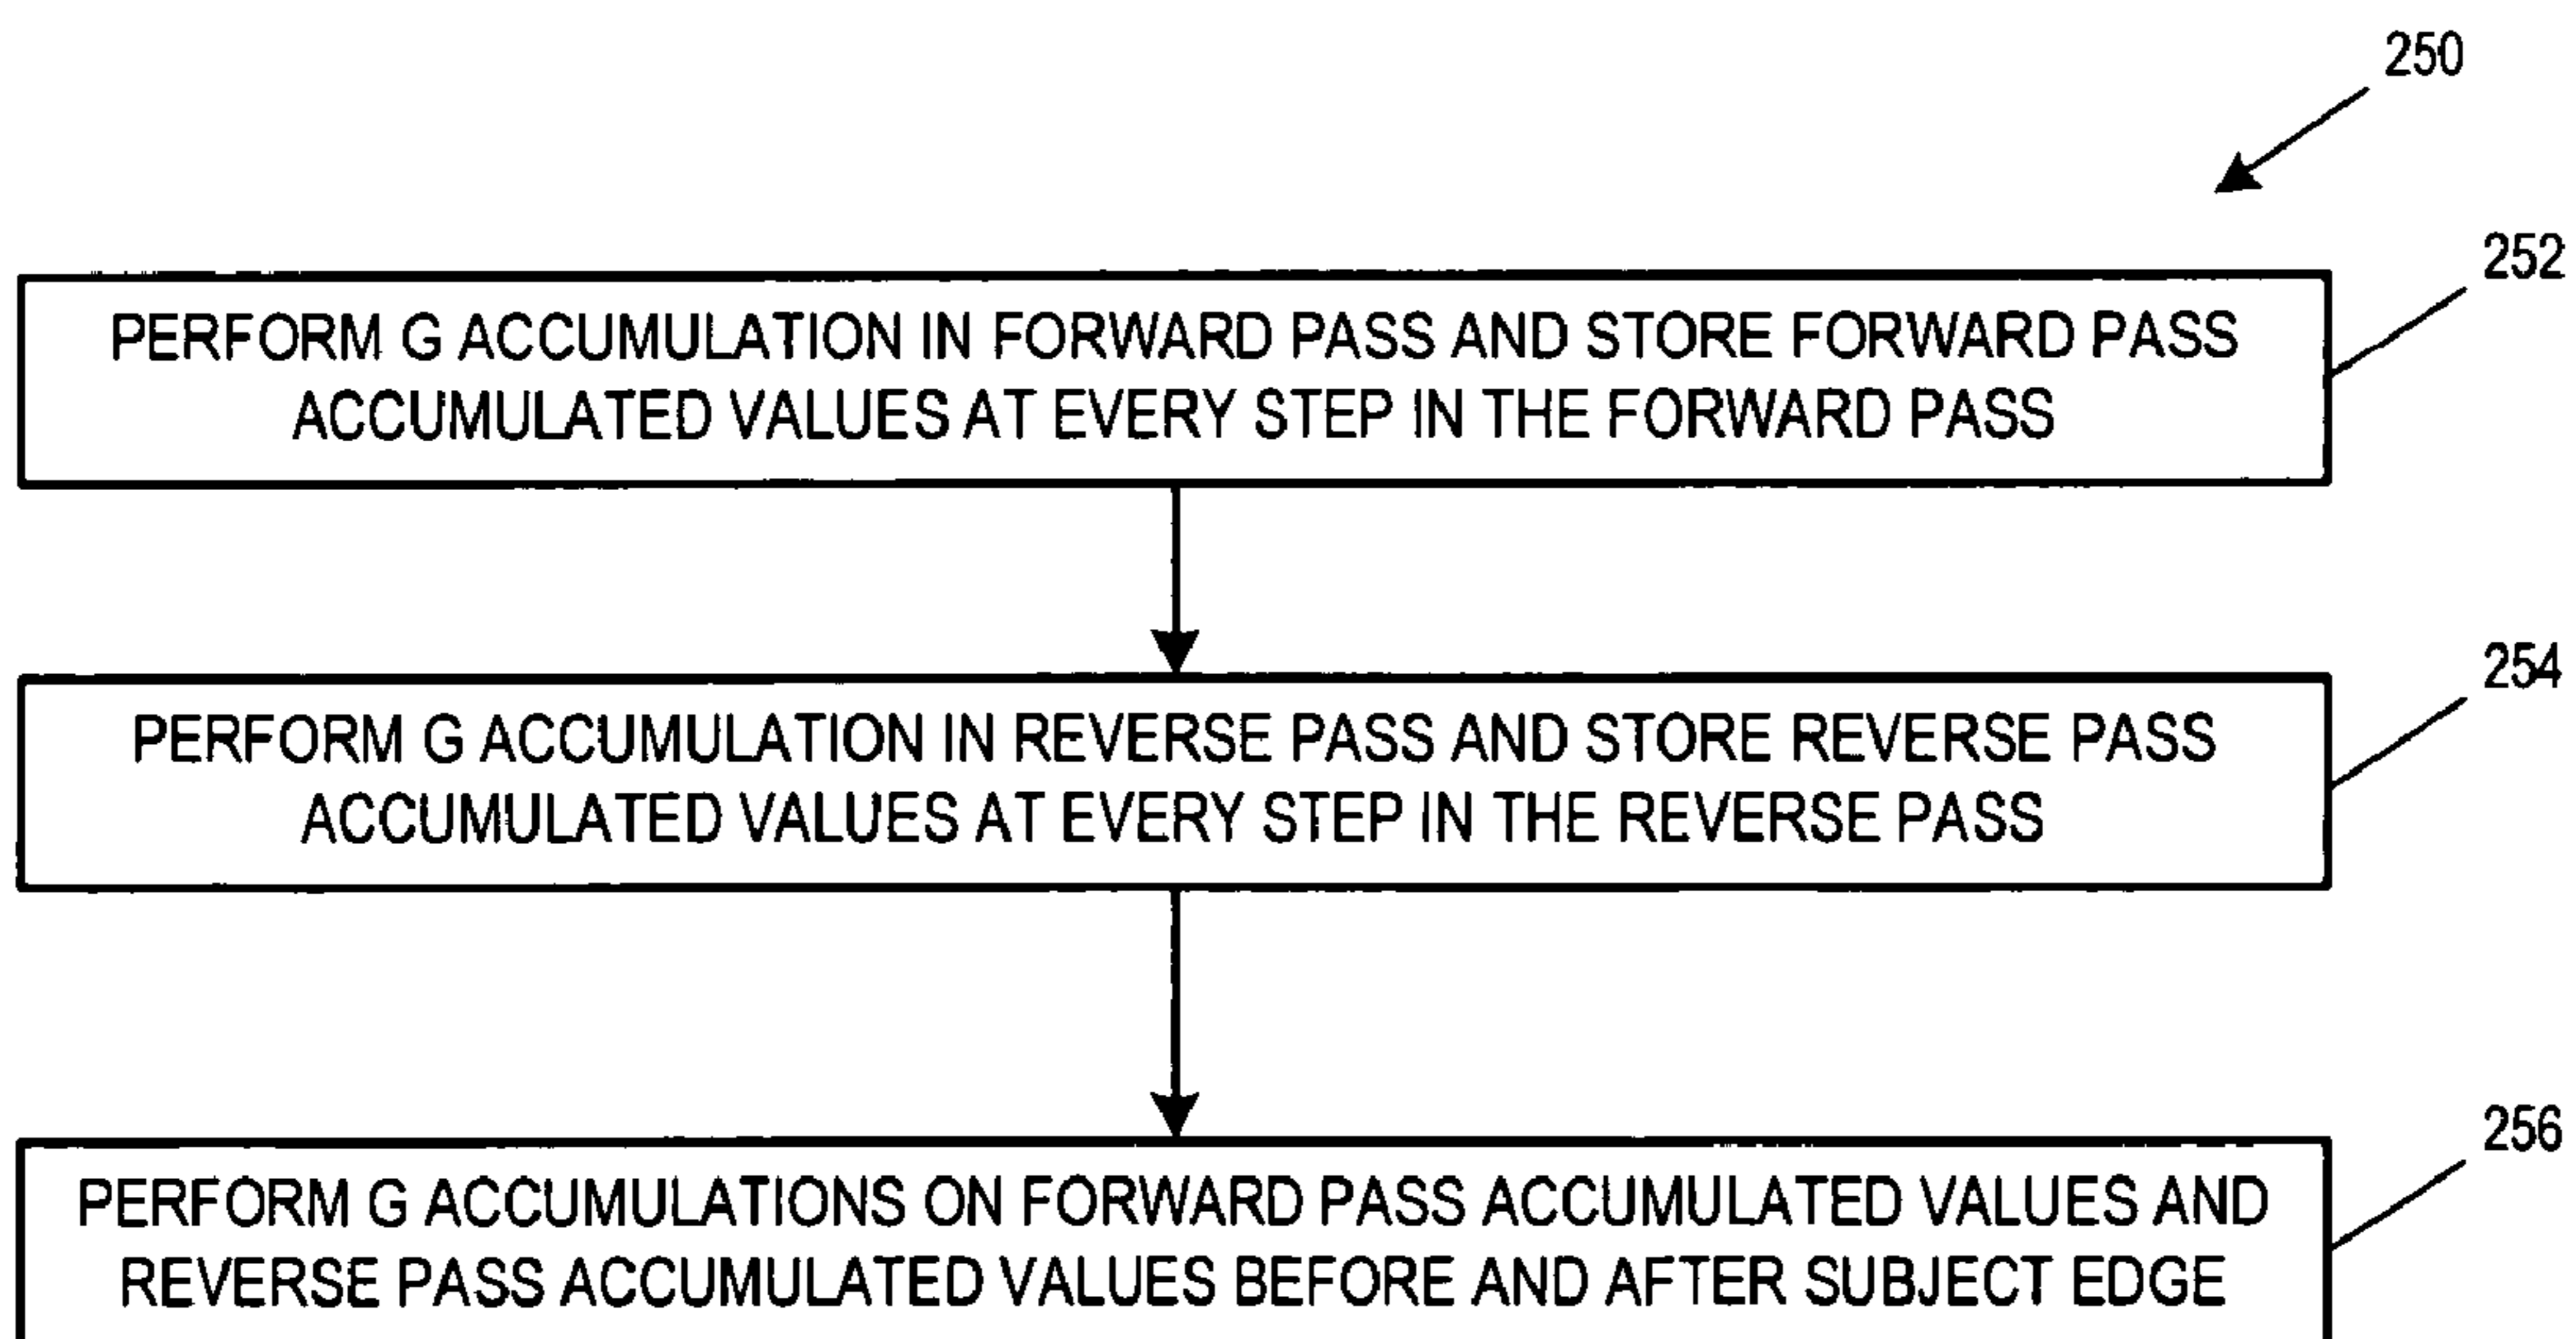 250
252
PERFORM G ACCUMULATION IN FORWARD PASS AND STORE FORWARD PASS
ACCUMULATED VALUES AT EVERY STEP IN THE FORWARD PASS
254
PERFORM G ACCUMULATION IN REVERSE PASS AND STORE REVERSE PASS
ACCUMULATED VALUES AT EVERY STEP IN THE REVERSE PASS
256
PERFORM G ACCUMULATIONS ON FORWARD PASS ACCUMULATED VALUES AND
REVERSE PASS ACCUMULATED VALUES BEFORE AND AFTER SUBJECT EDGE